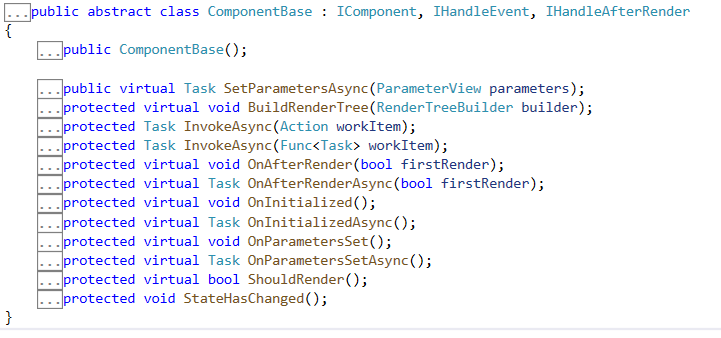 ...public abstract class ComponentBase : IComponent, IHandleEvent, IHandleAfterRender
{
...public ComponentBase();
...public virtual Task SetParametersAsync(ParameterView parameters);
...protected virtual void BuildRenderTree(RenderTreeBuilder builder);
...protected Task InvokeAsync(Action workItem);
...protected Task InvokeAsync(Func<Task> workItem);
...protected virtual void OnAfterRender(bool firstRender);
...protected virtual Task OnAfterRenderAsync(bool firstRender);
...protected virtual void OnInitialized();
...protected virtual Task OnInitializedAsync();
...protected virtual void OnParametersSet();
...protected virtual Task OnParametersSetAsync();
...protected virtual bool ShouldRender();
...protected void StateHasChanged();
}